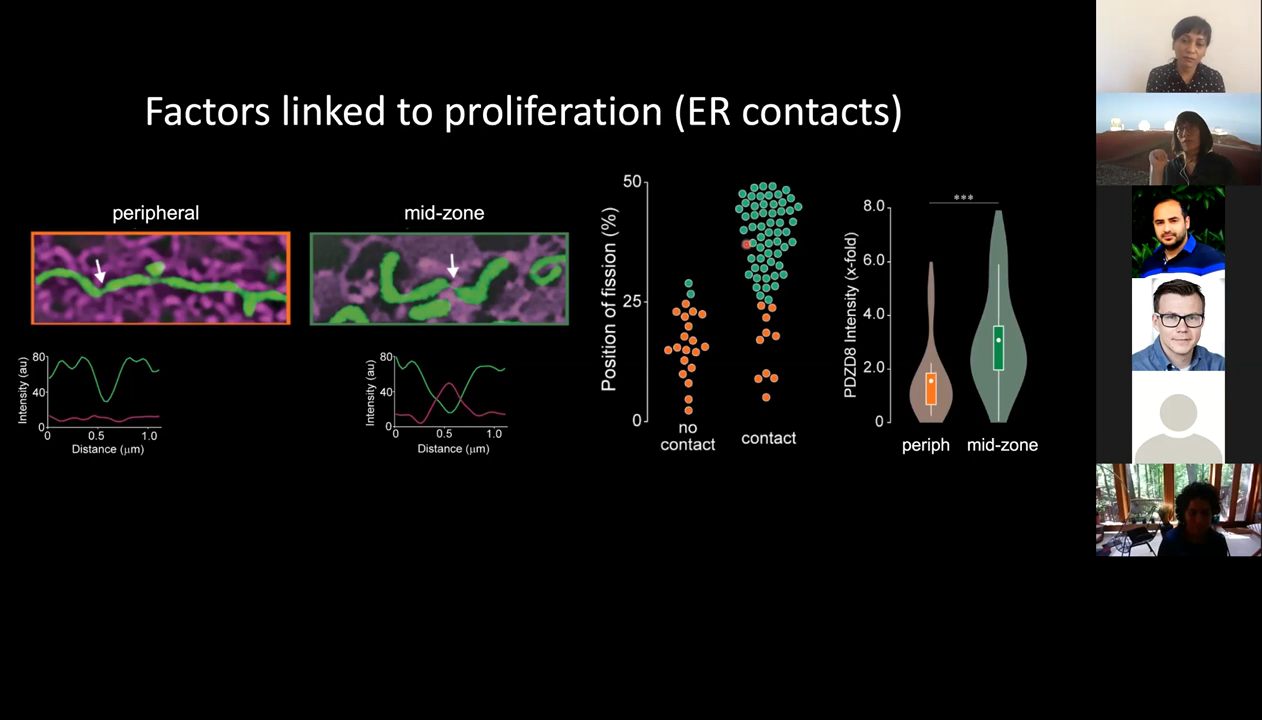 Factors linked to proliferation (ER contacts)
peripheral
mid-zone
80
40
0
Intensity (au)
0
0.5
1.0
Distance (μm)
80
40
0
Intensity (au)
0
0.5
1.0
Distance (μm)
50
25
0
Position of fission (%)
no
contact
contact
***
8.0
6.0
4.0
2.0
0
PDZD8 Intensity (x-fold)
periph
mid-zone